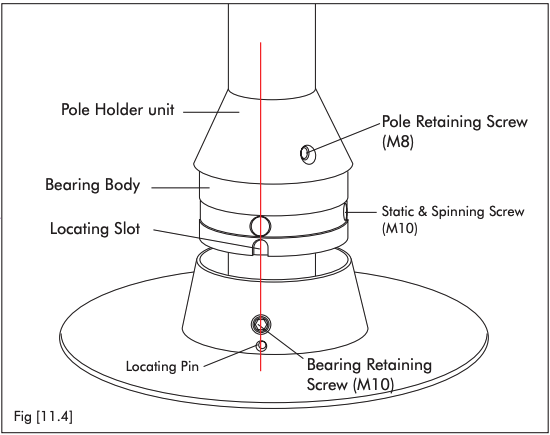 Pole Holder unit
Pole Retaining Screw
(M8)
Bearing Body
Static & Spinning Screw
(M10)
Locating Slot
Locating Pin
Bearing Retaining
Screw (M10)
Fig [11.4]